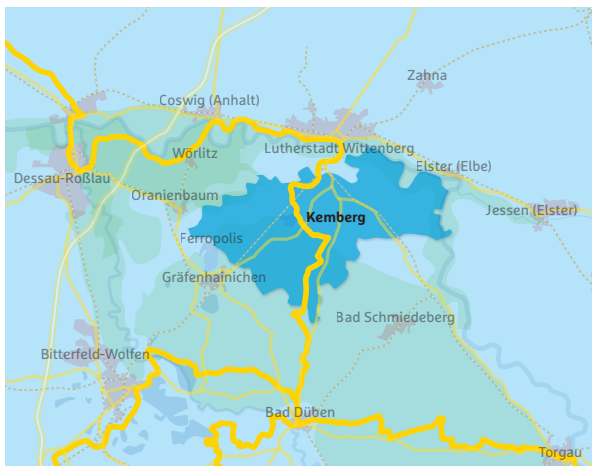 Zahna
Coswig (Anhalt)
Lutherstadt Wittenberg
Wörlitz
Elster (Elbe)
Dessau-Roßlau
Oranienbaum
Jessen (Elster)
Kemberg
Ferropolis
Gräfenhainichen
Bad Schmiedeberg
Bitterfeld-Wolfen
Bad Düben
Torgau